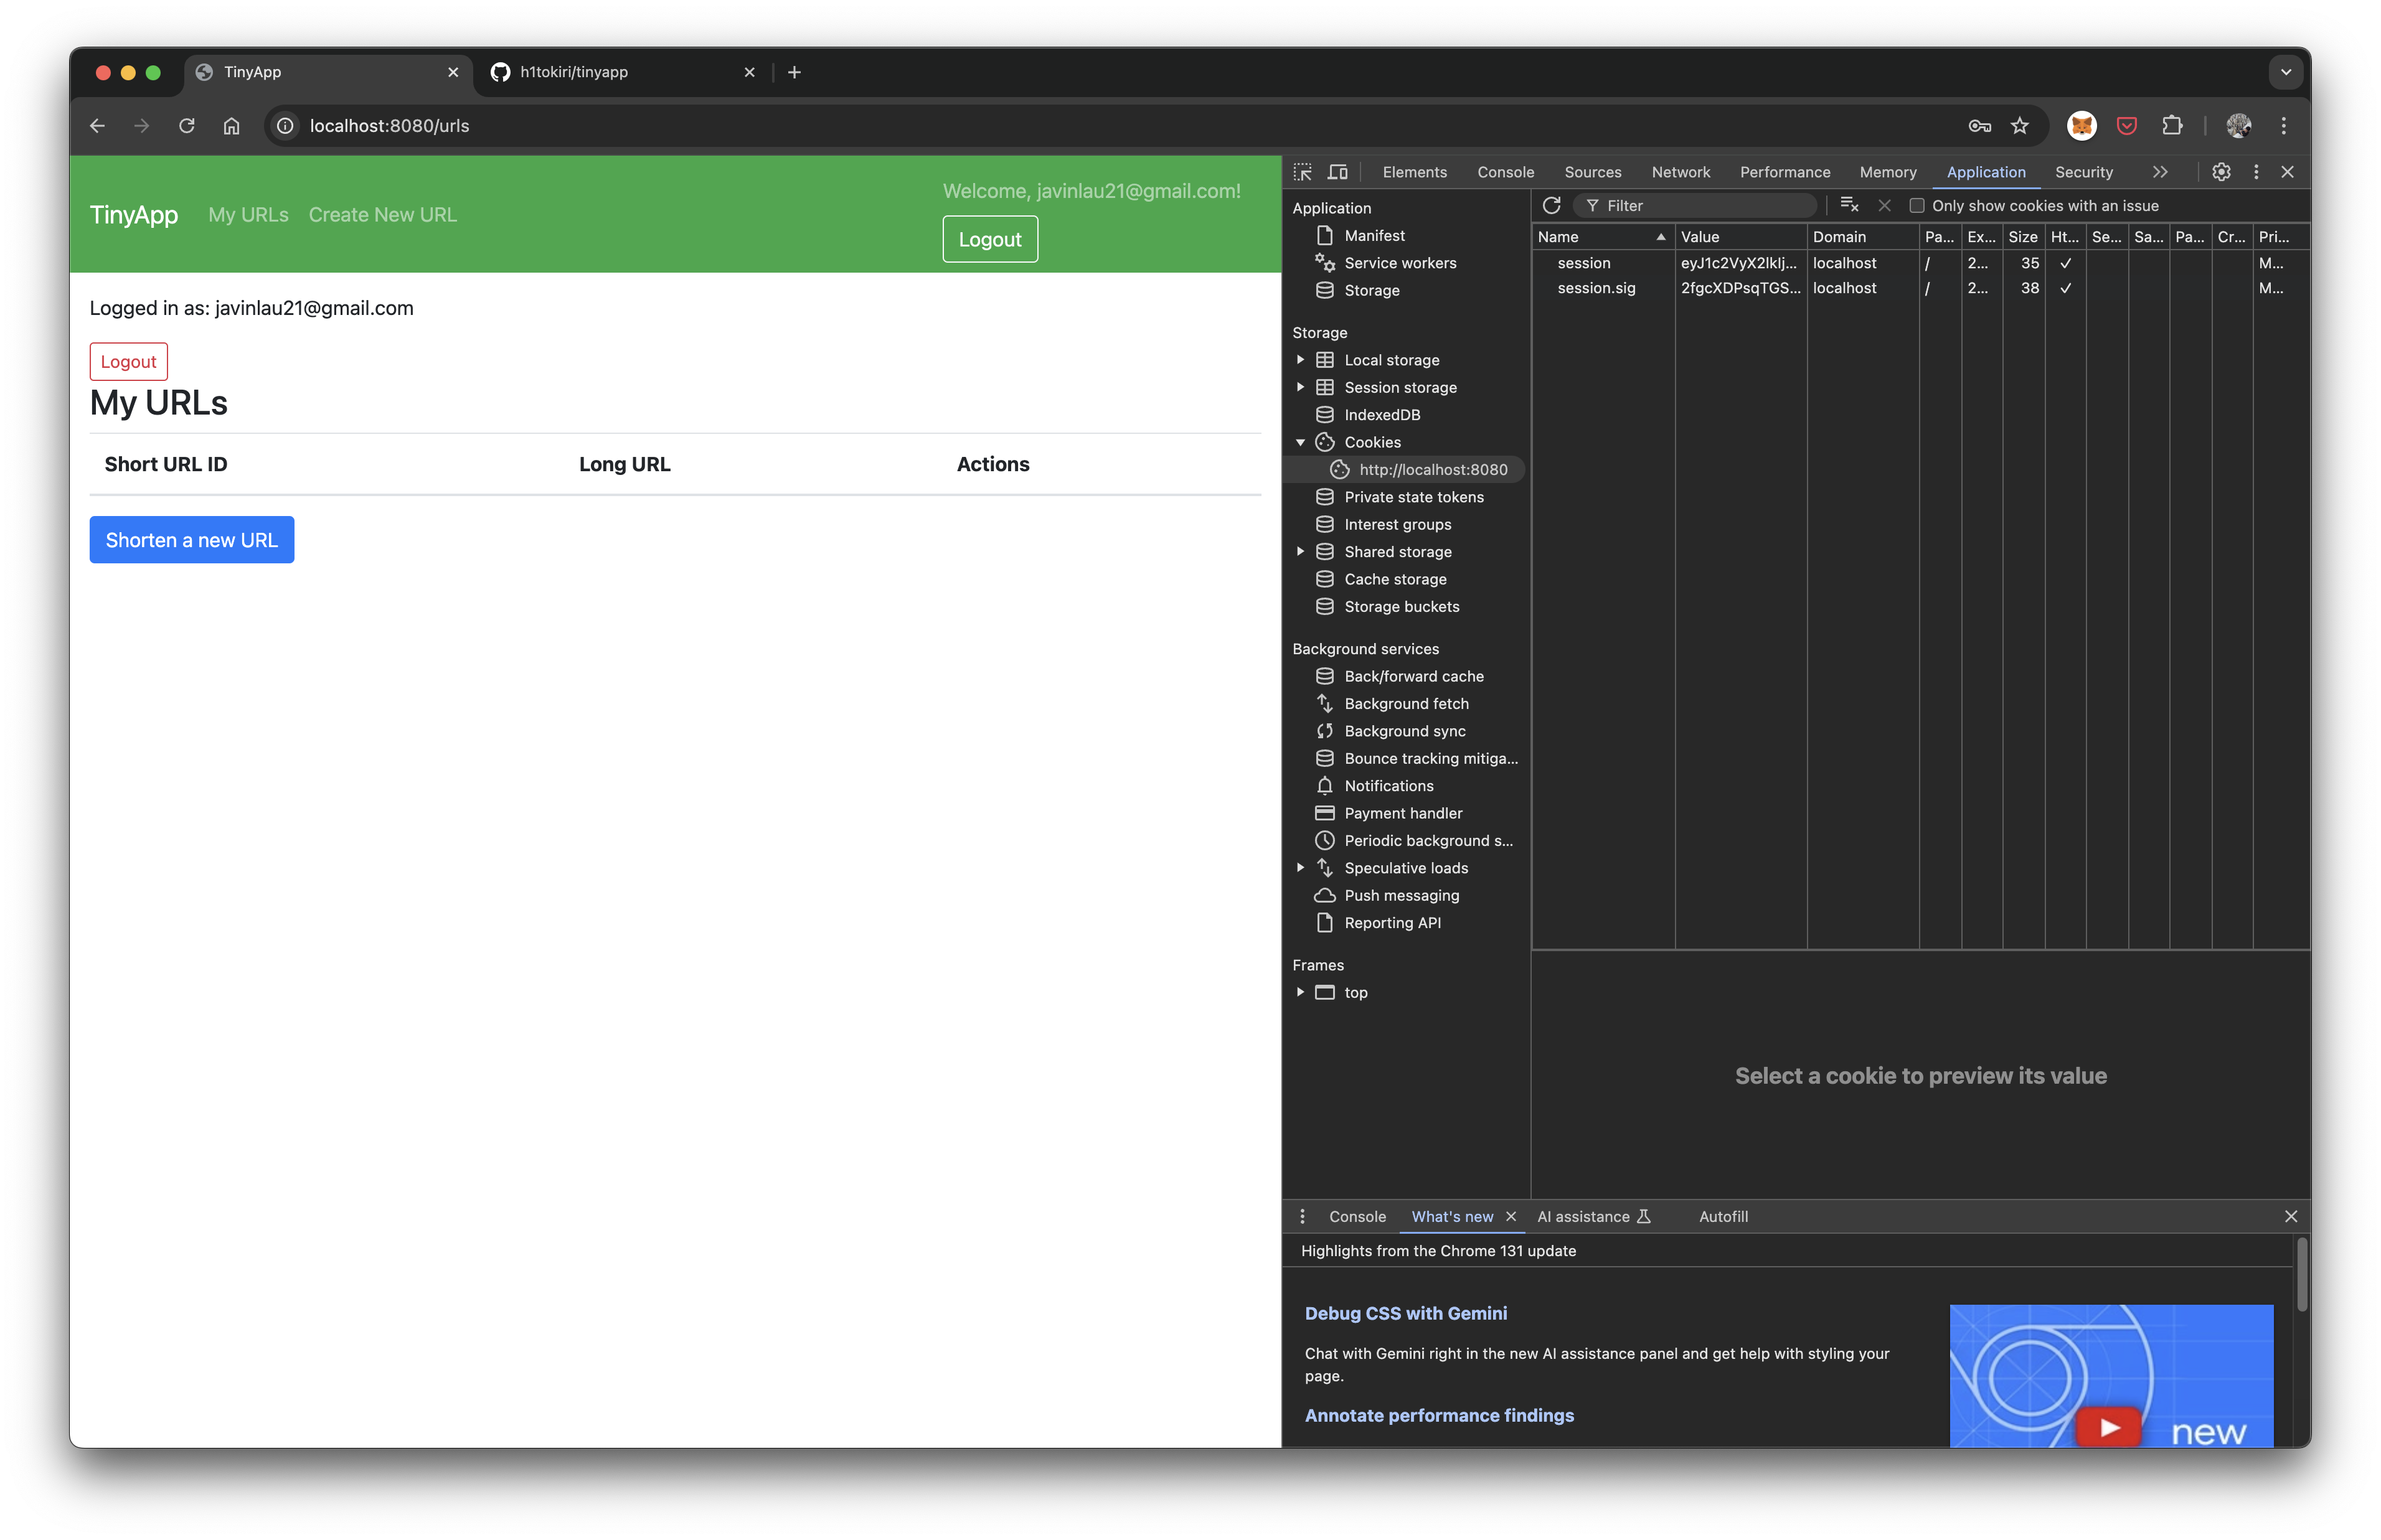 TinyApp
h1tokiri/tinyapp
localhost:8080/urls
TinyApp
My URLs
Create New URL
Welcome, javinlau21@gmail.com!
Logout
Logged in as: javinlau21@gmail.com
Logout
My URLs
Short URL ID Long URL Actions
Shorten a new URL
Elements Console Sources Network Performance Memory Application Security
Application
Manifest
Service workers
Storage
Storage
Local storage
Session storage
IndexedDB
Cookies
http://localhost:8080
Private state tokens
Interest groups
Shared storage
Cache storage
Storage buckets
Background services
Back/forward cache
Background fetch
Background sync
Bounce tracking mitiga...
Notifications
Payment handler
Periodic background s...
Speculative loads
Push messaging
Reporting API
Frames
top
Filter
Only show cookies with an issue
Name Value Domain Pa... Ex... Size Ht... Se... Sa... Pa... Cr... Pri...
session eyJ1c2VyX2lkIj... localhost / 2... 35 ✓ M...
session.sig 2fgcXDPsqTGS... localhost / 2... 38 ✓ M...
Select a cookie to preview its value
Console What's new AI assistance Autofill
Highlights from the Chrome 131 update
Debug CSS with Gemini
Chat with Gemini right in the new AI assistance panel and get help with styling your
page.
Annotate performance findings
new